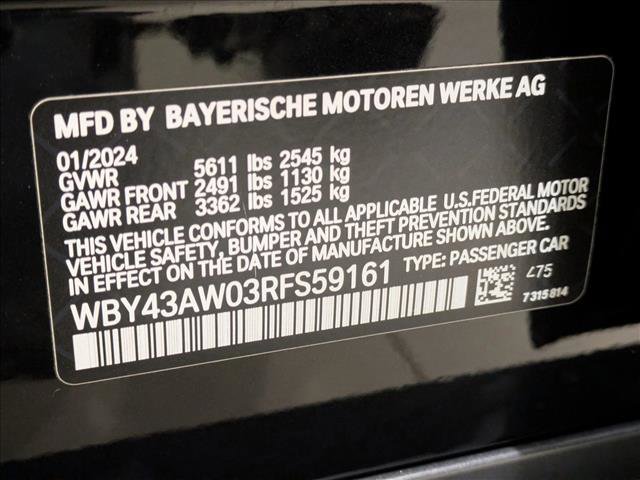 MFD BY BAYERISCHE MOTOREN WERKE AG
01/2024
GVWR 5611 lbs 2545 kg
GAWR FRONT 2491 lbs 1130 kg
GAWR REAR 3362 lbs 1525 kg
THIS VEHICLE CONFORMS TO ALL APPLICABLE U.S.FEDERAL MOTOR
VEHICLE SAFETY, BUMPER AND THEFT PREVENTION STANDARDS
IN EFFECT ON THE DATE OF MANUFACTURE SHOWN ABOVE.
WBY43AW03RFS59161 TYPE: PASSENGER CAR
475
7315814